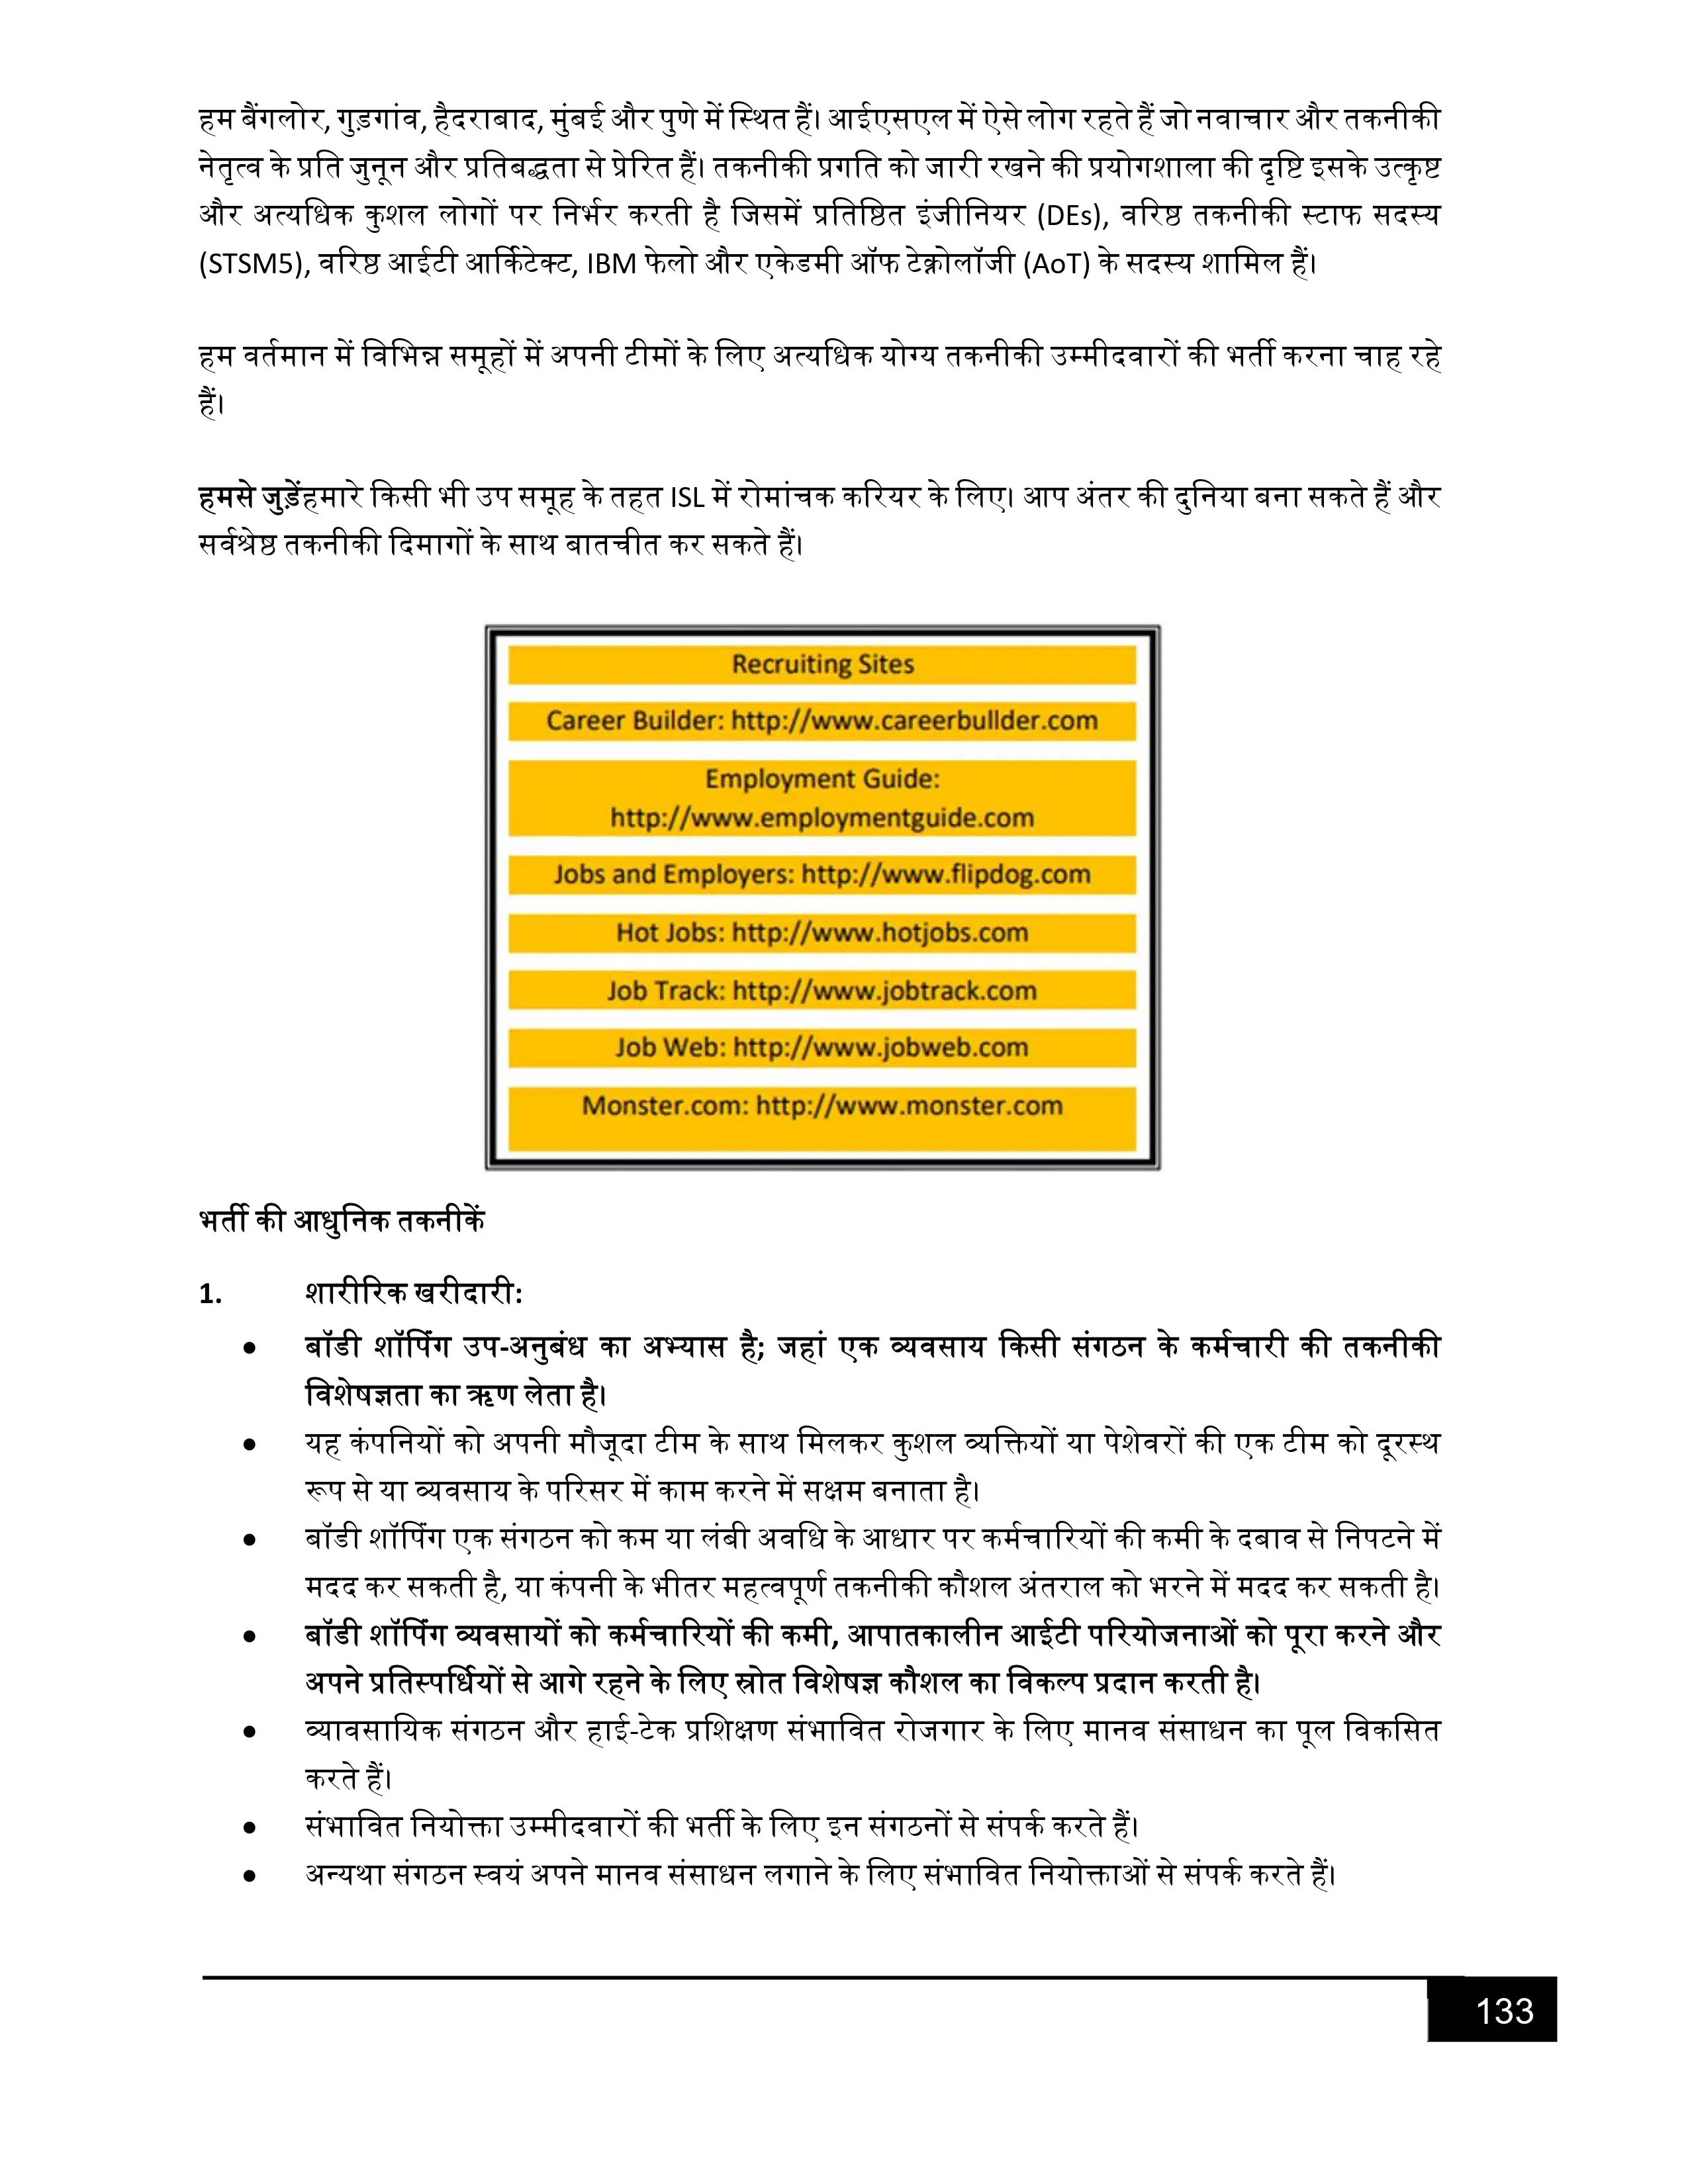 हम बैंगलोर, गुड़गांव, हैदराबाद, मुंबई और पुणे में स्थित हैं। आईएसएल में ऐसे लोग रहते हैं जो नवाचार और तकनीकी
नेतृत्व के प्रति जुनून और प्रतिबद्धता से प्रेरित हैं। तकनीकी प्रगति को जारी रखने की प्रयोगशाला की दृष्टि इसके उत्कृष्ट
और अत्यधिक कुशल लोगों पर निर्भर करती है जिसमें प्रतिष्ठित इंजीनियर (DEs), वरिष्ठ तकनीकी स्टाफ सदस्य
(STSM5), वरिष्ठ आईटी आर्किटेक्ट, IBM फेलो और एकेडमी ऑफ टेक्नोलॉजी (AoT) के सदस्य शामिल हैं।
हम वर्तमान में विभिन्न समूहों में अपनी टीमों के लिए अत्यधिक योग्य तकनीकी उम्मीदवारों की भर्ती करना चाह रहे
हैं।
हमसे जुड़ेंहमारे किसी भी उप समूह के तहत ISL में रोमांचक करियर के लिए। आप अंतर की दुनिया बना सकते हैं और
सर्वश्रेष्ठ तकनीकी दिमागों के साथ बातचीत कर सकते हैं।
Recruiting Sites
Career Builder: http://www.careerbullder.com
Employment Guide:
http://www.employmentguide.com
Jobs and Employers: http://www.flipdog.com
Hot Jobs: http://www.hotjobs.com
Job Track: http://www.jobtrack.com
Job Web: http://www.jobweb.com
Monster.com: http://www.monster.com
भर्ती की आधुनिक तकनीकें
1. शारीरिक खरीदारी:
• बॉडी शॉपिंग उप-अनुबंध का अभ्यास है; जहां एक व्यवसाय किसी संगठन के कर्मचारी की तकनीकी
विशेषज्ञता का ऋण लेता है।
• यह कंपनियों को अपनी मौजूदा टीम के साथ मिलकर कुशल व्यक्तियों या पेशेवरों की एक टीम को दूरस्थ
रूप से या व्यवसाय के परिसर में काम करने में सक्षम बनाता है।
• बॉडी शॉपिंग एक संगठन को कम या लंबी अवधि के आधार पर कर्मचारियों की कमी के दबाव से निपटने में
मदद कर सकती है, या कंपनी के भीतर महत्वपूर्ण तकनीकी कौशल अंतराल को भरने में मदद कर सकती है।
• बॉडी शॉपिंग व्यवसायों को कर्मचारियों की कमी, आपातकालीन आईटी परियोजनाओं को पूरा करने और
अपने प्रतिस्पर्धियों से आगे रहने के लिए स्रोत विशेषज्ञ कौशल का विकल्प प्रदान करती है।
• व्यावसायिक संगठन और हाई-टेक प्रशिक्षण संभावित रोजगार के लिए मानव संसाधन का पूल विकसित
करते हैं।
• संभावित नियोक्ता उम्मीदवारों की भर्ती के लिए इन संगठनों से संपर्क करते हैं।
• अन्यथा संगठन स्वयं अपने मानव संसाधन लगाने के लिए संभावित नियोक्ताओं से संपर्क करते हैं।
133